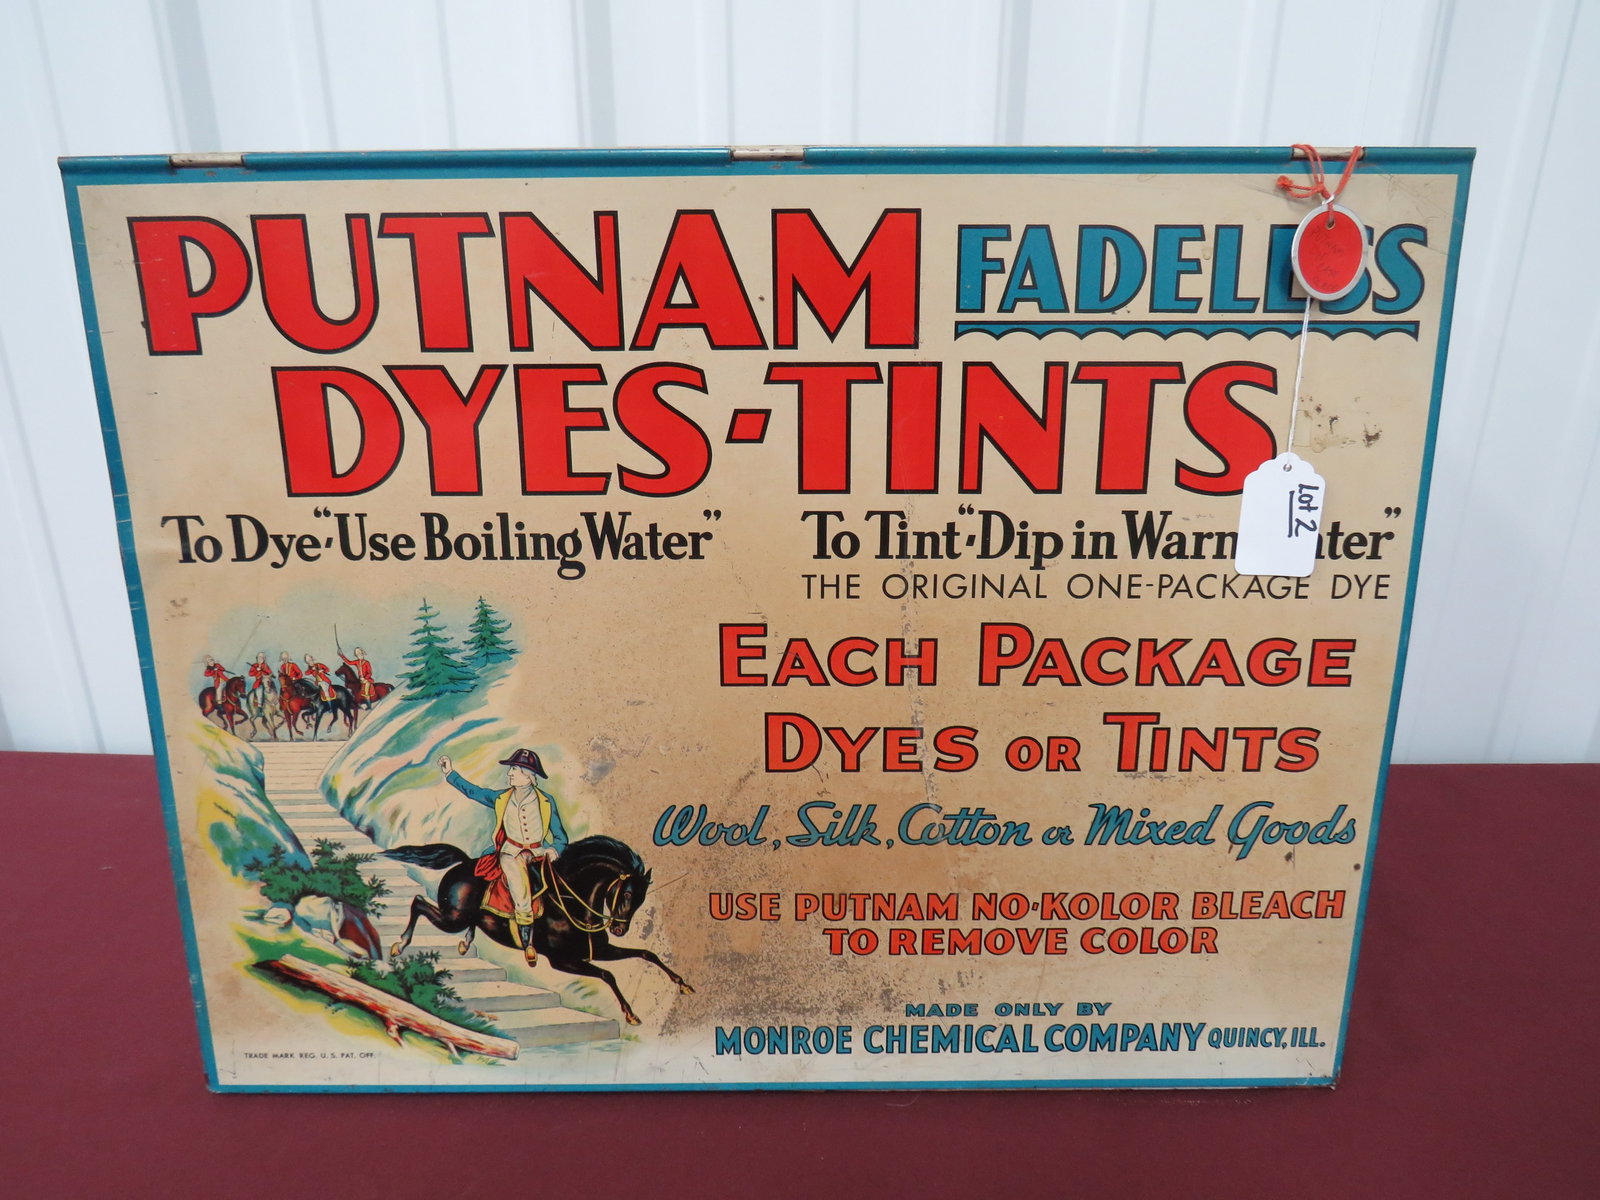 PUTNAM FADELESS
DYES-TINTS
To Dye-"Use Boiling Water"
To Tint-"Dip in Warm Water"
THE ORIGINAL ONE-PACKAGE DYE
EACH PACKAGE
DYES OR TINTS
Wool, Silk, Cotton or Mixed Goods
USE PUTNAM NO-KOLOR BLEACH
TO REMOVE COLOR
MADE ONLY BY
MONROE CHEMICAL COMPANY QUINCY, ILL.
TRADE MARK REG. U. S. PAT. OFF.
Lot 2